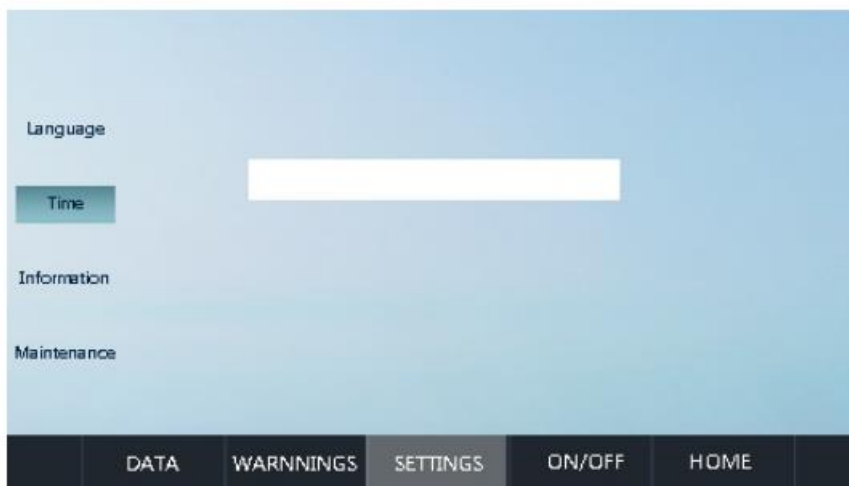 Language
Time
Information
Maintenance
DATA WARNNINGS SETTINGS ON/OFF HOME